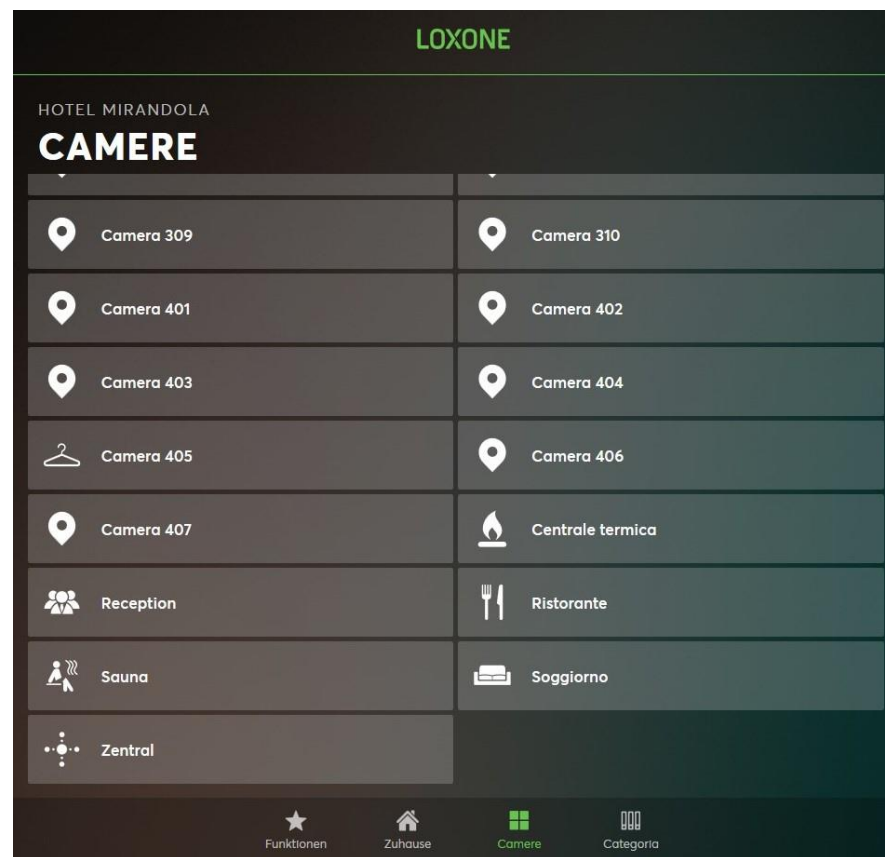 LOXONE
HOTEL MIRANDOLA
CAMERE
Camera 309
Camera 310
Camera 401
Camera 402
Camera 403
Camera 404
Camera 405
Camera 406
Camera 407
Centrale termica
Reception
Ristorante
Sauna
Soggiorno
Zentral
Funktionen
Zuhause
Camere
Categoria